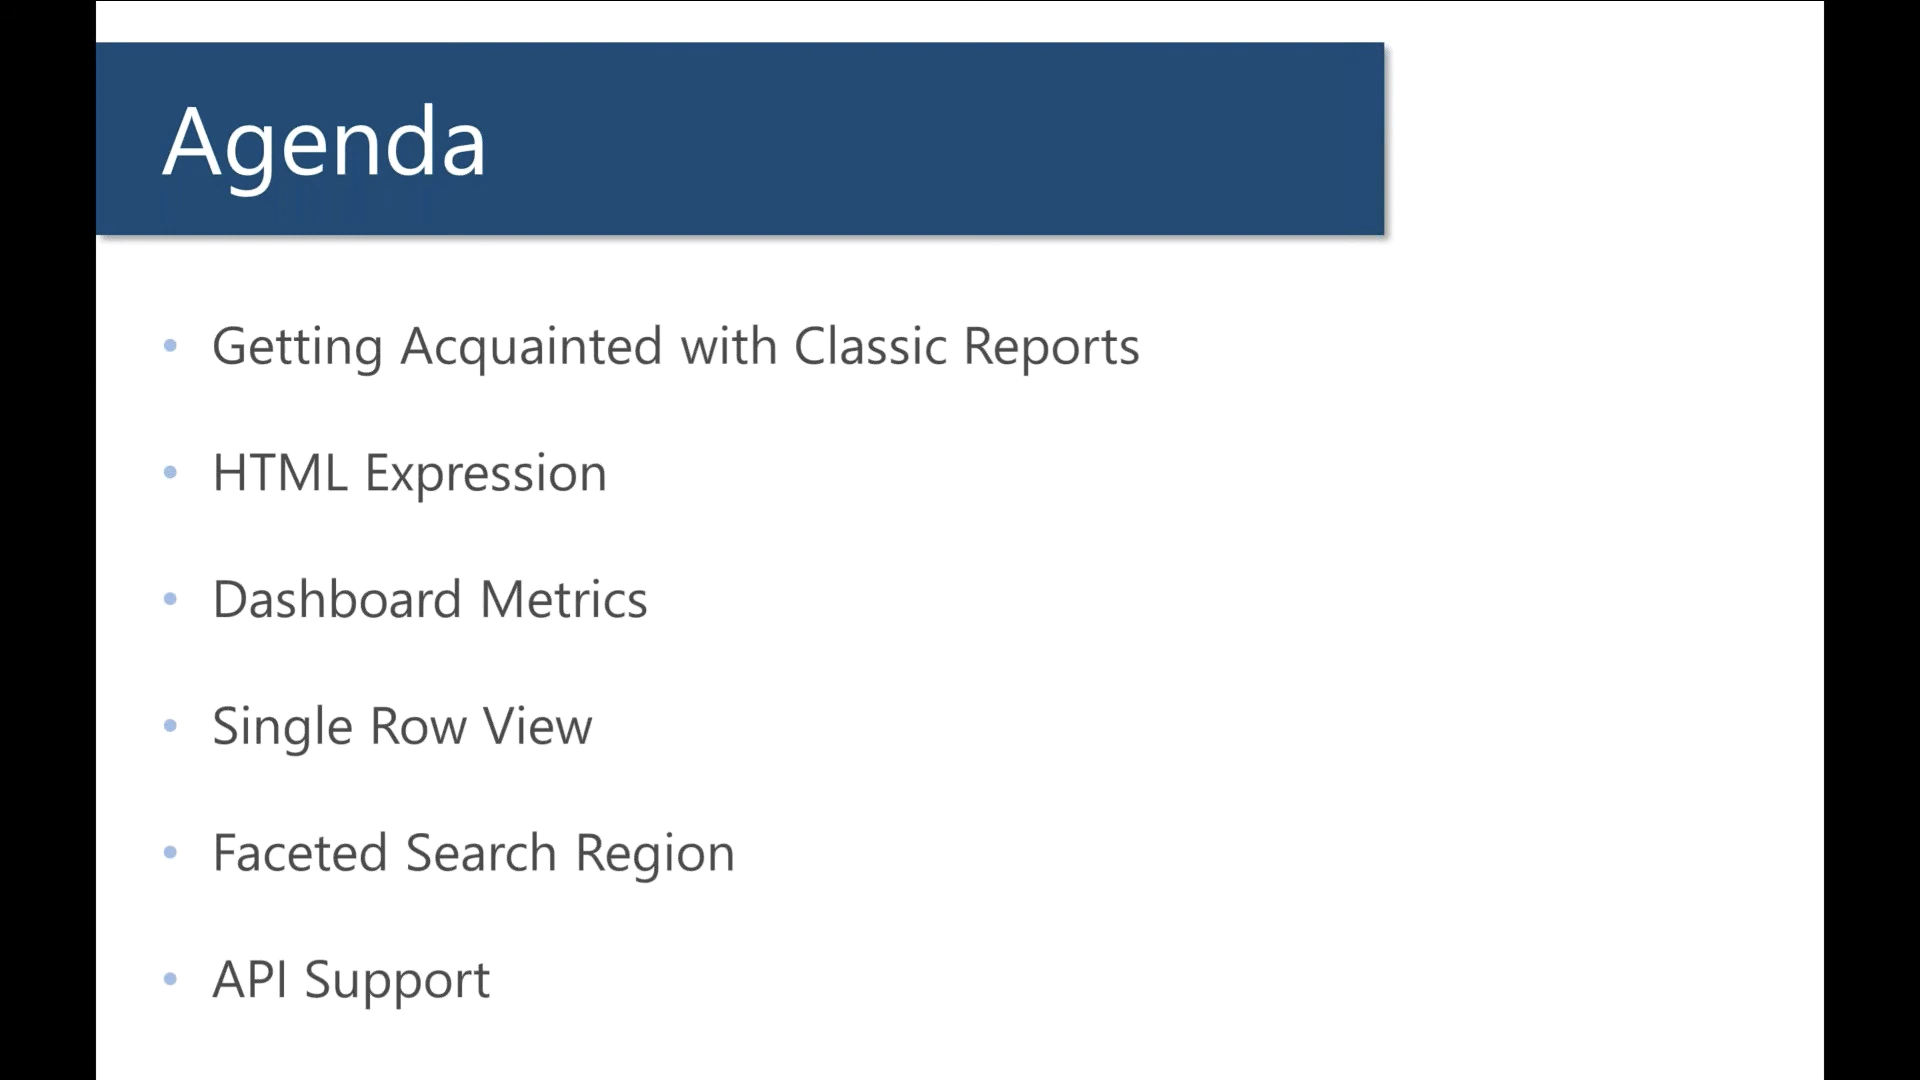 Agenda
• Getting Acquainted with Classic Reports
• HTML Expression
• Dashboard Metrics
• Single Row View
• Faceted Search Region
• API Support